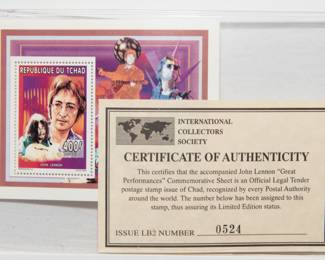 REPUBLIQUE DU TCHAD
400F
JOHN LENNON
INTERNATIONAL
COLLECTORS
SOCIETY
CERTIFICATE OF AUTHENTICITY
This certifies that the accompanied John Lennon "Great
Performances" Commemorative Sheet is an Official Legal Tender
postage stamp issue of Chad, recognized by every Postal Authority
around the world. The number below has been assigned to this
stamp, thus assuring its Limited Edition status.
ISSUE LB2 NUMBER 0524